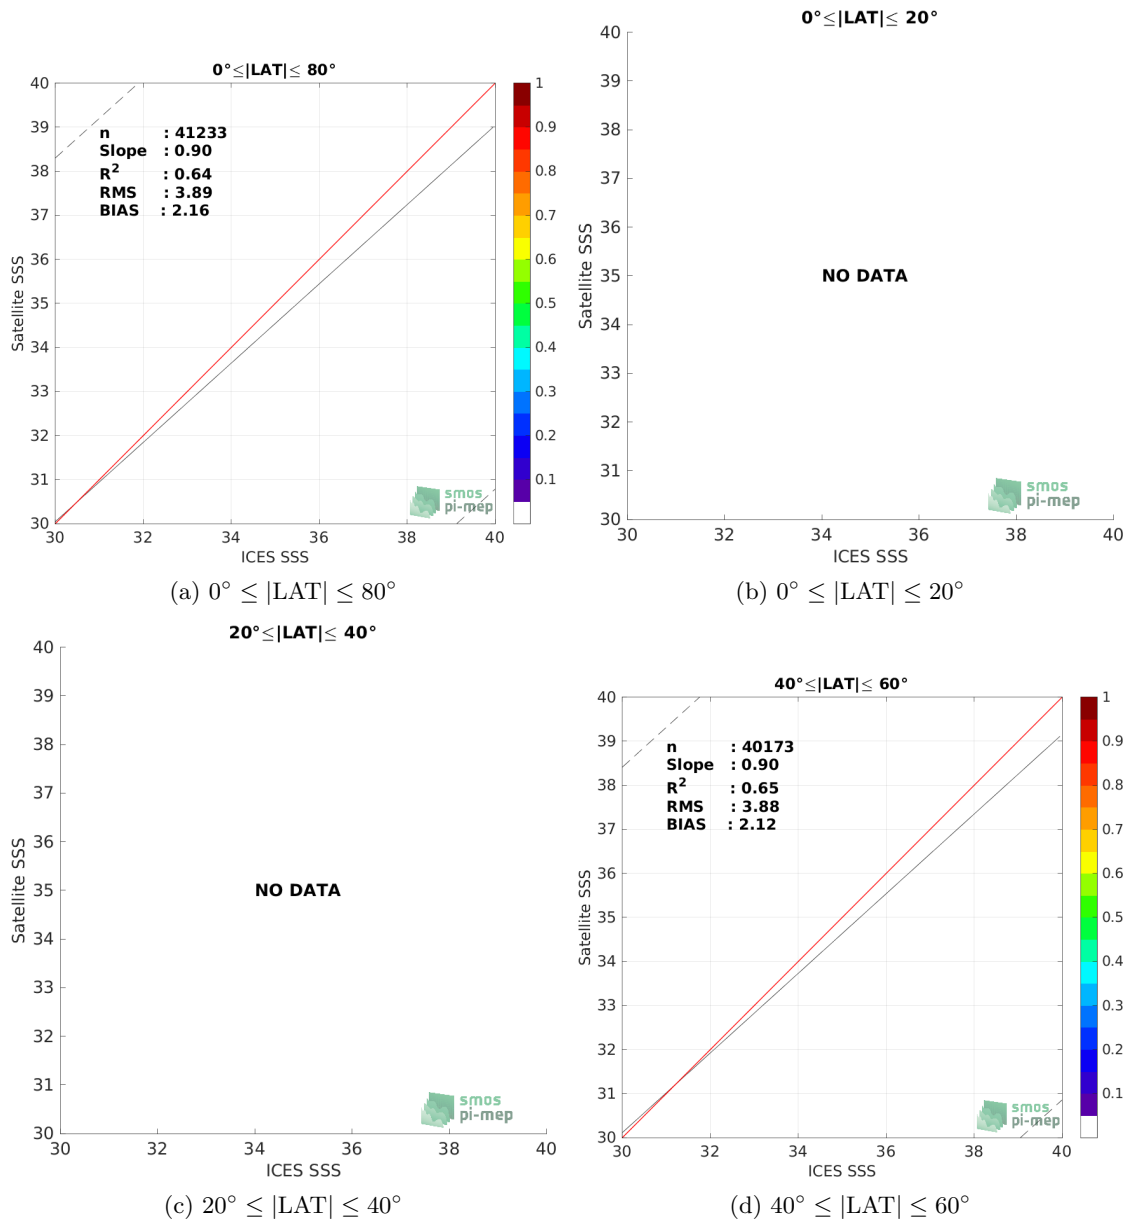 0°≤|LAT|≤ 80°
40
39
38
37
36
35
34
33
32
31
30
Satellite SSS
n : 41233
Slope : 0.90
R² : 0.64
RMS : 3.89
BIAS : 2.16
smos
pi-mep
30 32 34 36 38 40
ICES SSS
1
0.9
0.8
0.7
0.6
0.5
0.4
0.3
0.2
0.1
(a) 0° ≤ |LAT| ≤ 80°
0°≤|LAT|≤ 20°
40
39
38
37
36
35
34
33
32
31
30
Satellite SSS
NO DATA
smos
pi-mep
30 32 34 36 38 40
ICES SSS
(b) 0° ≤ |LAT| ≤ 20°
20°≤|LAT|≤ 40°
40
39
38
37
36
35
34
33
32
31
30
Satellite SSS
NO DATA
smos
pi-mep
30 32 34 36 38 40
ICES SSS
(c) 20° ≤ |LAT| ≤ 40°
40°≤|LAT|≤ 60°
40
39
38
37
36
35
34
33
32
31
30
Satellite SSS
n : 40173
Slope : 0.90
R² : 0.65
RMS : 3.88
BIAS : 2.12
smos
pi-mep
30 32 34 36 38 40
ICES SSS
1
0.9
0.8
0.7
0.6
0.5
0.4
0.3
0.2
0.1
(d) 40° ≤ |LAT| ≤ 60°